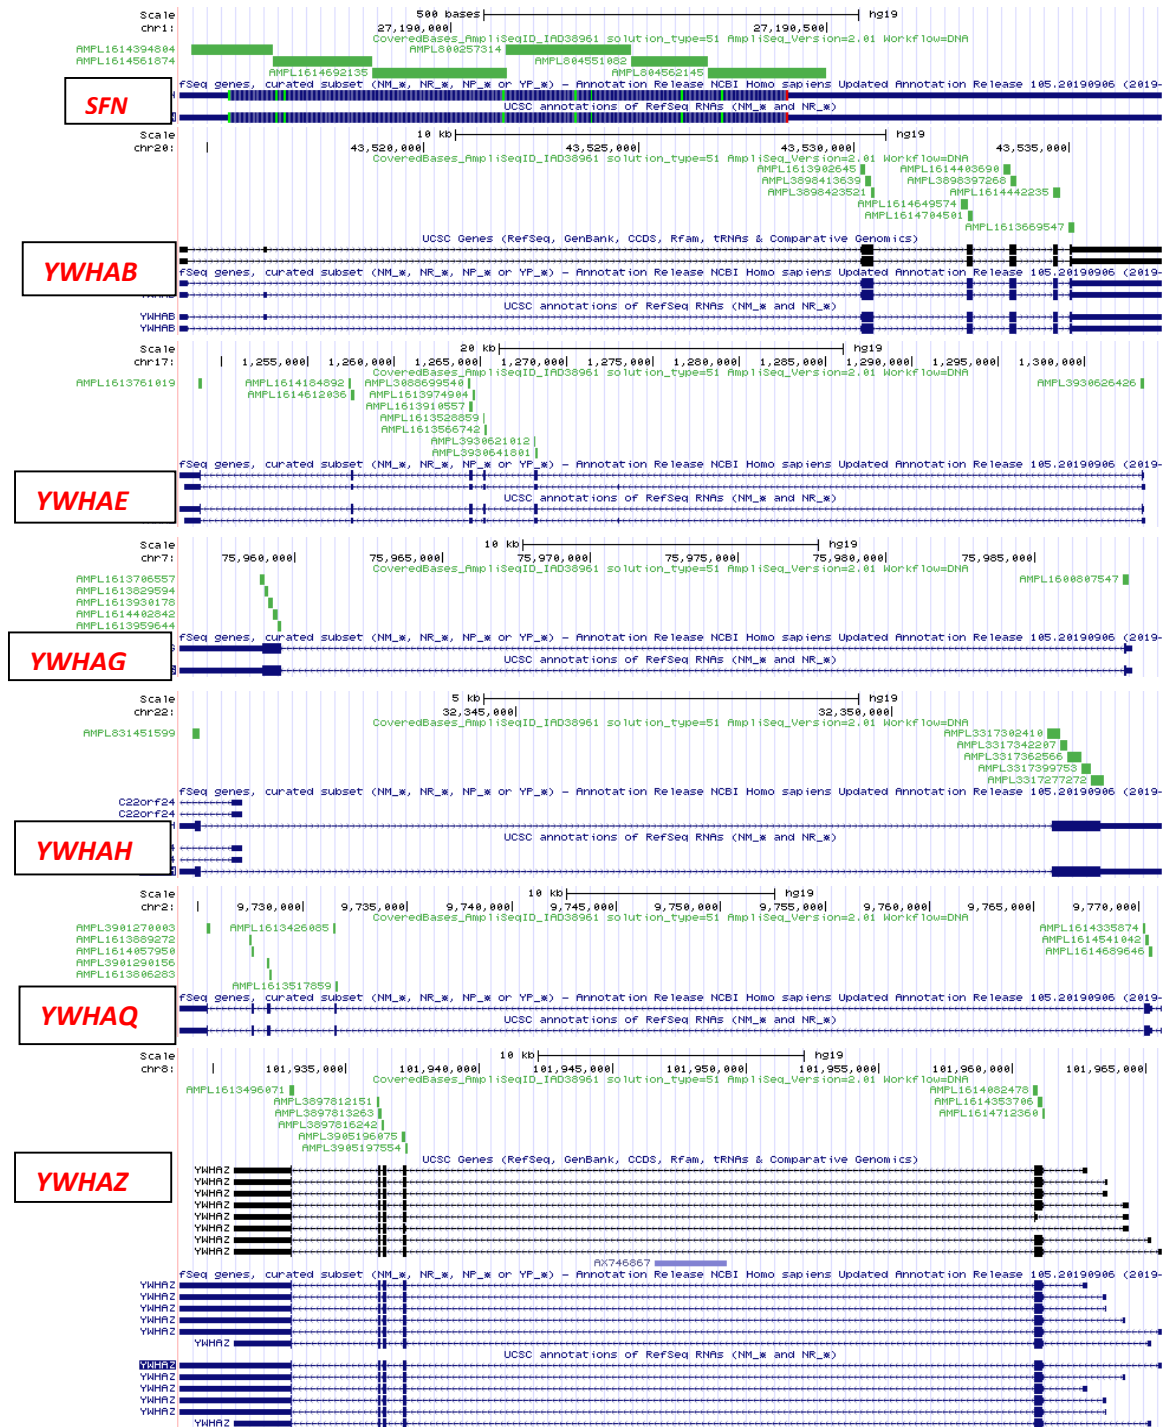 Scale 500 bases hg19
chr1: 27,190,000 27,190,500
CoveredBases_AmpliSeqID_IAD38961 solution_type=51 AmpliSeq_Version=2.01 Workflow=DNA
AMPL1614394804 AMPL800257314
AMPL1614561874 AMPL804551082
AMPL1614692135 AMPL804562145
fSeq genes, curated subset (NM_*, NR_*, NP_* or YP_*) - Annotation Release NCBI Homo sapiens Updated Annotation Release 105.20190906 (2019-
SFN
UCSC annotations of RefSeq RNAs (NM_* and NR_*)
Scale 10 kb hg19
chr20: 43,520,000 43,525,000 43,530,000 43,535,000
CoveredBases_AmpliSeqID_IAD38961 solution_type=51 AmpliSeq_Version=2.01 Workflow=DNA
AMPL1613902645 AMPL1614403690
AMPL3898413639 AMPL3898397268
AMPL3898423521 AMPL1614442235
AMPL1614649574
AMPL1614704501
AMPL1613669547
UCSC Genes (RefSeq, GenBank, CCDS, Rfam, tRNAs & Comparative Genomics)
YWHAB
fSeq genes, curated subset (NM_*, NR_*, NP_* or YP_*) - Annotation Release NCBI Homo sapiens Updated Annotation Release 105.20190906 (2019-
UCSC annotations of RefSeq RNAs (NM_* and NR_*)
YWHAB
YWHAB
Scale 20 kb hg19
chr17: 1,255,000 1,260,000 1,265,000 1,270,000 1,275,000 1,280,000 1,285,000 1,290,000 1,295,000 1,300,000
CoveredBases_AmpliSeqID_IAD38961 solution_type=51 AmpliSeq_Version=2.01 Workflow=DNA
AMPL1613761019 AMPL1614184892 AMPL3088699540 AMPL3930626426
AMPL1614612036 AMPL1613974904
AMPL1613910557
AMPL1613528859
AMPL1613566742
AMPL3930621012
AMPL3930641801
fSeq genes, curated subset (NM_*, NR_*, NP_* or YP_*) - Annotation Release NCBI Homo sapiens Updated Annotation Release 105.20190906 (2019-
YWHAE
UCSC annotations of RefSeq RNAs (NM_* and NR_*)
Scale 10 kb hg19
chr7: 75,960,000 75,965,000 75,970,000 75,975,000 75,980,000 75,985,000
CoveredBases_AmpliSeqID_IAD38961 solution_type=51 AmpliSeq_Version=2.01 Workflow=DNA
AMPL1613706557 AMPL1600807547
AMPL1613829594
AMPL1613930178
AMPL1614402842
AMPL1613959644
fSeq genes, curated subset (NM_*, NR_*, NP_* or YP_*) - Annotation Release NCBI Homo sapiens Updated Annotation Release 105.20190906 (2019-
YWHAG
UCSC annotations of RefSeq RNAs (NM_* and NR_*)
Scale 5 kb hg19
chr22: 32,345,000 32,350,000
CoveredBases_AmpliSeqID_IAD38961 solution_type=51 AmpliSeq_Version=2.01 Workflow=DNA
AMPL831451599 AMPL3317302410
AMPL3317342207
AMPL3317362566
AMPL3317399753
AMPL3317277272
fSeq genes, curated subset (NM_*, NR_*, NP_* or YP_*) - Annotation Release NCBI Homo sapiens Updated Annotation Release 105.20190906 (2019-
C22orf24
C22orf24
UCSC annotations of RefSeq RNAs (NM_* and NR_*)
YWHAH
Scale 10 kb hg19
chr2: 9,730,000 9,735,000 9,740,000 9,745,000 9,750,000 9,755,000 9,760,000 9,765,000 9,770,000
CoveredBases_AmpliSeqID_IAD38961 solution_type=51 AmpliSeq_Version=2.01 Workflow=DNA
AMPL3901270003 AMPL1613426085 AMPL1614335874
AMPL1613889272 AMPL1614541042
AMPL1614057950 AMPL1614689646
AMPL3901290156
AMPL1613806283
AMPL1613517859
fSeq genes, curated subset (NM_*, NR_*, NP_* or YP_*) - Annotation Release NCBI Homo sapiens Updated Annotation Release 105.20190906 (2019-
YWHAQ
UCSC annotations of RefSeq RNAs (NM_* and NR_*)
Scale 10 kb hg19
chr8: 101,935,000 101,940,000 101,945,000 101,950,000 101,955,000 101,960,000 101,965,000
CoveredBases_AmpliSeqID_IAD38961 solution_type=51 AmpliSeq_Version=2.01 Workflow=DNA
AMPL1613496071 AMPL1614082478
AMPL3897812151 AMPL1614353706
AMPL3897813263 AMPL1614712360
AMPL3897816242
AMPL3905196075
AMPL3905197554
UCSC Genes (RefSeq, GenBank, CCDS, Rfam, tRNAs & Comparative Genomics)
YWHAZ
YWHAZ
YWHAZ
YWHAZ
YWHAZ
YWHAZ
YWHAZ
YWHAZ
YWHAZ
AX746867
fSeq genes, curated subset (NM_*, NR_*, NP_* or YP_*) - Annotation Release NCBI Homo sapiens Updated Annotation Release 105.20190906 (2019-
YWHAZ
YWHAZ
YWHAZ
YWHAZ
YWHAZ
YWHAZ
UCSC annotations of RefSeq RNAs (NM_* and NR_*)
YWHAZ
YWHAZ
YWHAZ
YWHAZ
YWHAZ
YWHAZ